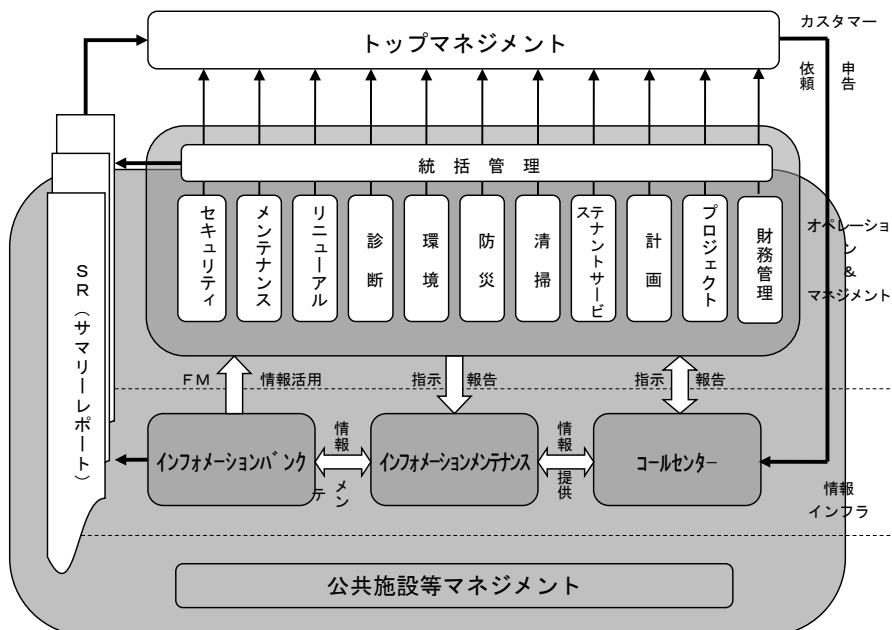 カスタマー
トップマネジメント
依頼
申告
統括管理
セキュリティ
メンテナンス
リニューアル
診断
環境
防災
清掃
テナントサービ
ス
計画
プロジェクト
財務管理
オペレーショ
ン
&
マネジメント
SR(サマリーレポート)
FM
情報活用
指示
報告
指示
報告
インフォメーションバンク
情報
メン
テ
インフォメーションメンテナンス
情報
提供
コールセンター
情報
インフラ
公共施設等マネジメント